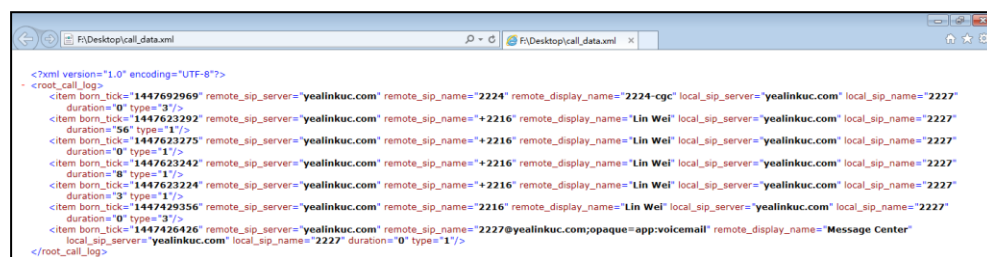 F:\Desktop\call_data.xml
F:\Desktop\call_data.xml
<?xml version="1.0" encoding="UTF-8"?>
- <root_call_log>
<item born_tick="1447692969" remote_sip_server="yealinkuc.com" remote_sip_name="2224" remote_display_name="2224-cgc" local_sip_server="yealinkuc.com" local_sip_name="2227"
duration="0" type="3"/>
<item born_tick="1447623292" remote_sip_server="yealinkuc.com" remote_sip_name="+2216" remote_display_name="Lin Wei" local_sip_server="yealinkuc.com" local_sip_name="2227"
duration="56" type="1"/>
<item born_tick="1447623275" remote_sip_server="yealinkuc.com" remote_sip_name="+2216" remote_display_name="Lin Wei" local_sip_server="yealinkuc.com" local_sip_name="2227"
duration="0" type="1"/>
<item born_tick="1447623242" remote_sip_server="yealinkuc.com" remote_sip_name="+2216" remote_display_name="Lin Wei" local_sip_server="yealinkuc.com" local_sip_name="2227"
duration="8" type="1"/>
<item born_tick="1447623224" remote_sip_server="yealinkuc.com" remote_sip_name="+2216" remote_display_name="Lin Wei" local_sip_server="yealinkuc.com" local_sip_name="2227"
duration="3" type="1"/>
<item born_tick="1447429356" remote_sip_server="yealinkuc.com" remote_sip_name="2216" remote_display_name="Lin Wei" local_sip_server="yealinkuc.com" local_sip_name="2227"
duration="0" type="3"/>
<item born_tick="1447426426" remote_sip_server="yealinkuc.com" remote_sip_name="2227@yealinkuc.com;opaque=app:voicemail" remote_display_name="Message Center"
local_sip_server="yealinkuc.com" local_sip_name="2227" duration="0" type="1"/>
</root_call_log>